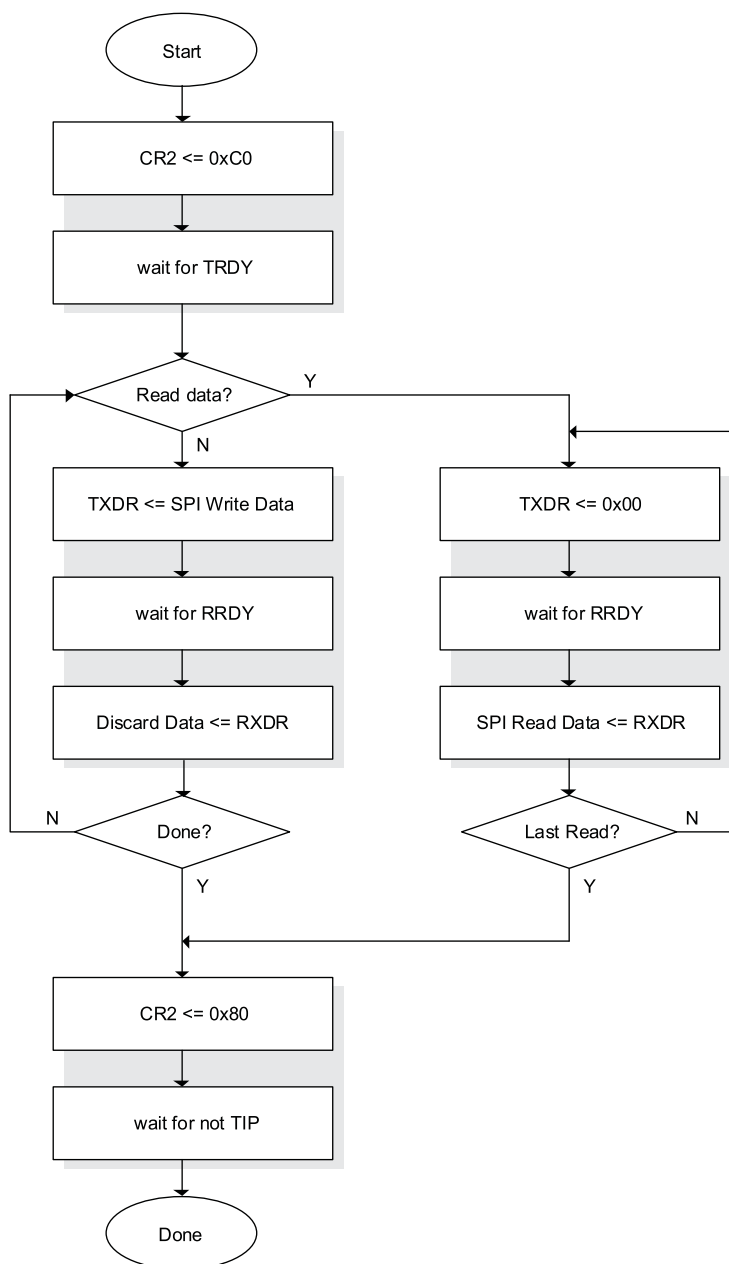 Start
CR2 <= 0xC0
wait for TRDY
Read data?
Y
N
TXDR <= SPI Write Data
wait for RRDY
Discard Data <= RXDR
Done?
N
Y
TXDR <= 0x00
wait for RRDY
SPI Read Data <= RXDR
Last Read?
N
Y
CR2 <= 0x80
wait for not TIP
Done